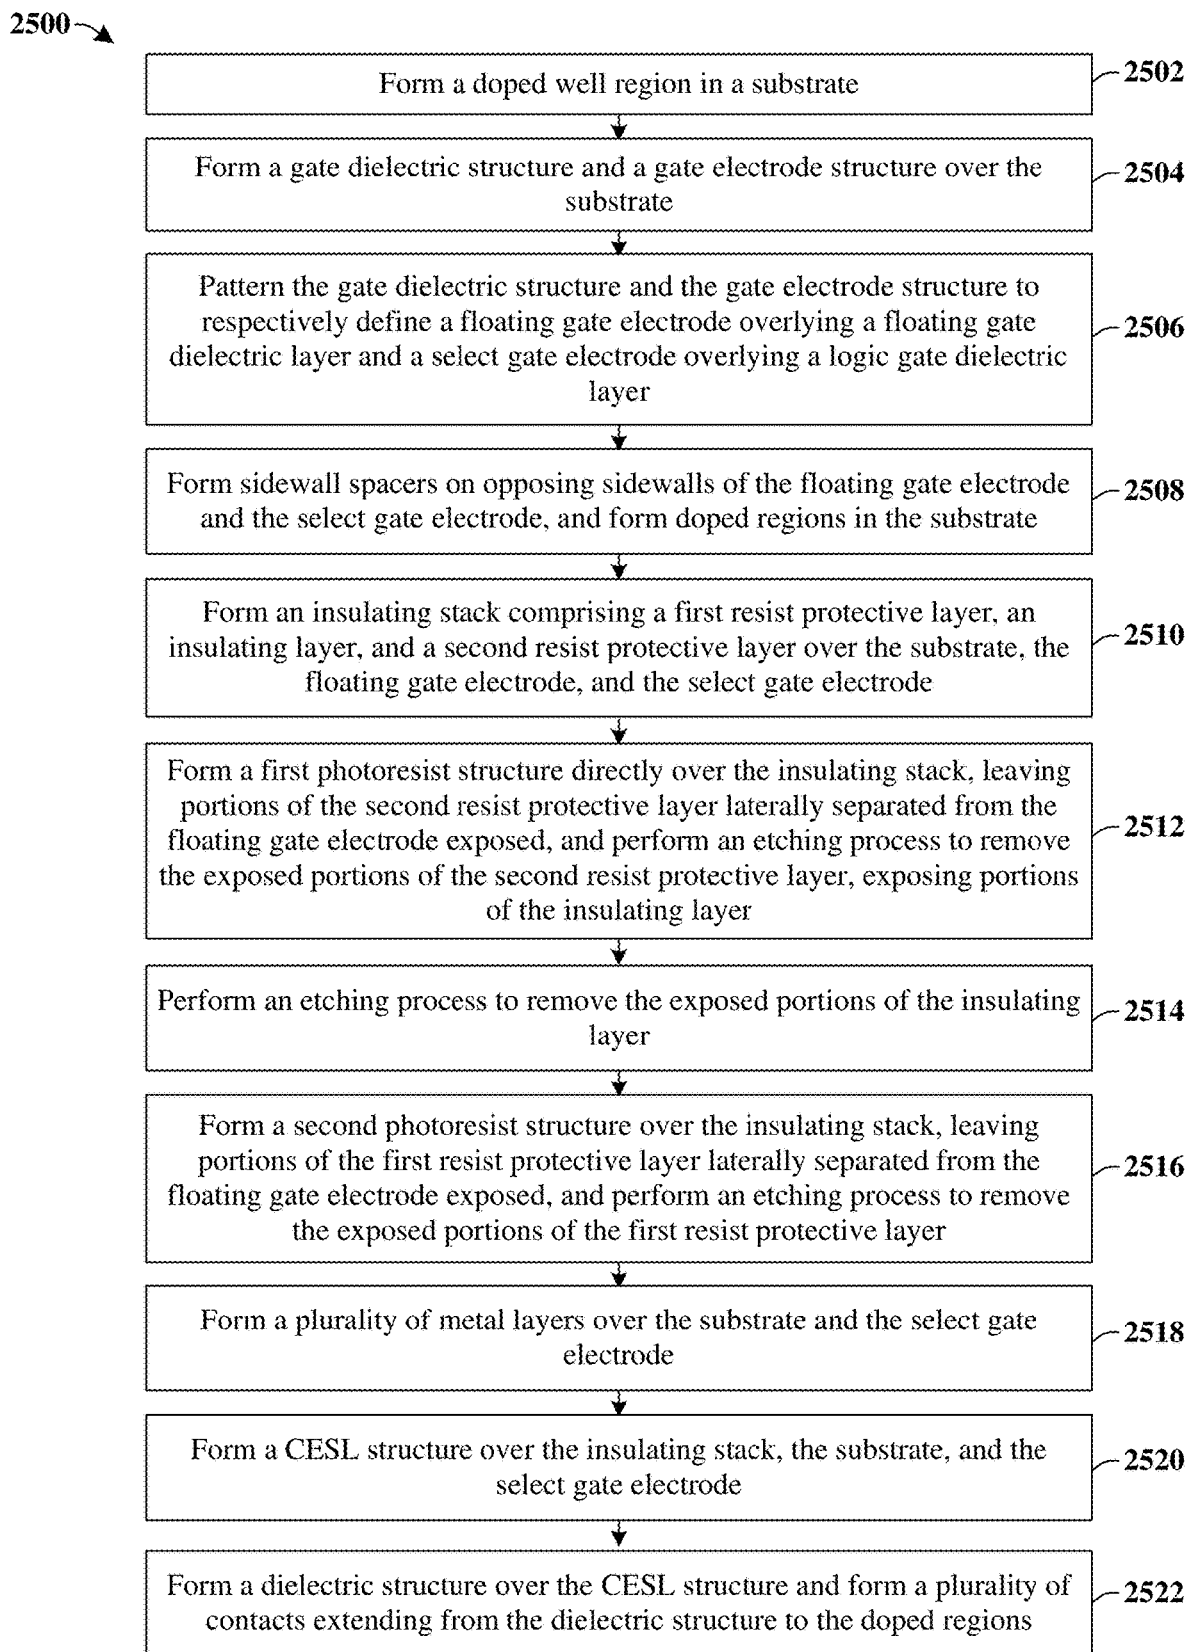 2500
Form a doped well region in a substrate
2502
Form a gate dielectric structure and a gate electrode structure over the
substrate
2504
Pattern the gate dielectric structure and the gate electrode structure to
respectively define a floating gate electrode overlying a floating gate
dielectric layer and a select gate electrode overlying a logic gate dielectric
layer
2506
Form sidewall spacers on opposing sidewalls of the floating gate electrode
and the select gate electrode, and form doped regions in the substrate
2508
Form an insulating stack comprising a first resist protective layer, an
insulating layer, and a second resist protective layer over the substrate, the
floating gate electrode, and the select gate electrode
2510
Form a first photoresist structure directly over the insulating stack, leaving
portions of the second resist protective layer laterally separated from the
floating gate electrode exposed, and perform an etching process to remove
the exposed portions of the second resist protective layer, exposing portions
of the insulating layer
2512
Perform an etching process to remove the exposed portions of the insulating
layer
2514
Form a second photoresist structure over the insulating stack, leaving
portions of the first resist protective layer laterally separated from the
floating gate electrode exposed, and perform an etching process to remove
the exposed portions of the first resist protective layer
2516
Form a plurality of metal layers over the substrate and the select gate
electrode
2518
Form a CESL structure over the insulating stack, the substrate, and the
select gate electrode
2520
Form a dielectric structure over the CESL structure and form a plurality of
contacts extending from the dielectric structure to the doped regions
2522